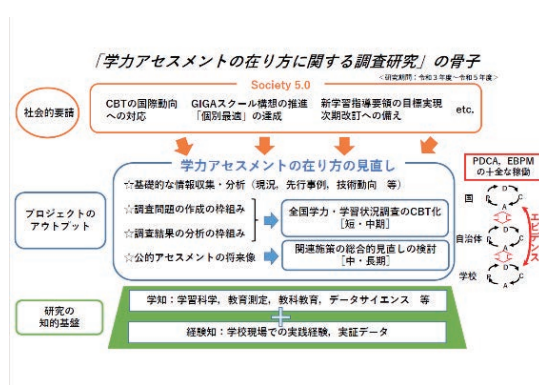 「学力アセスメントの在り方に関する調査研究」の骨子
<研究期間：令和3年度～令和5年度>
Society 5.0
社会的要請
CBTの国際動向
への対応
GIGAスクール構想の推進
「個別最適」の達成
新学習指導要領の目標実現
次期改訂への備え
etc.
学力アセスメントの在り方の見直し
プロジェクトの
アウトプット
☆基礎的な情報収集・分析（現況，先行事例，技術動向　等）
☆調査問題の作成の枠組み
☆調査結果の分析の枠組み
全国学力・学習状況調査のCBT化
［短・中期］
☆公的アセスメントの将来像
関連施策の総合的見直しの検討
［中・長期］
PDCA，EBPM
の十全な稼働
国
P
D
C
A
自治体
P
D
C
A
学校
P
D
C
A
エビデンス
研究の
知的基盤
学知：学習科学，教育測定，教科教育，データサイエンス　等
経験知：学校現場での実践経験，実証データ